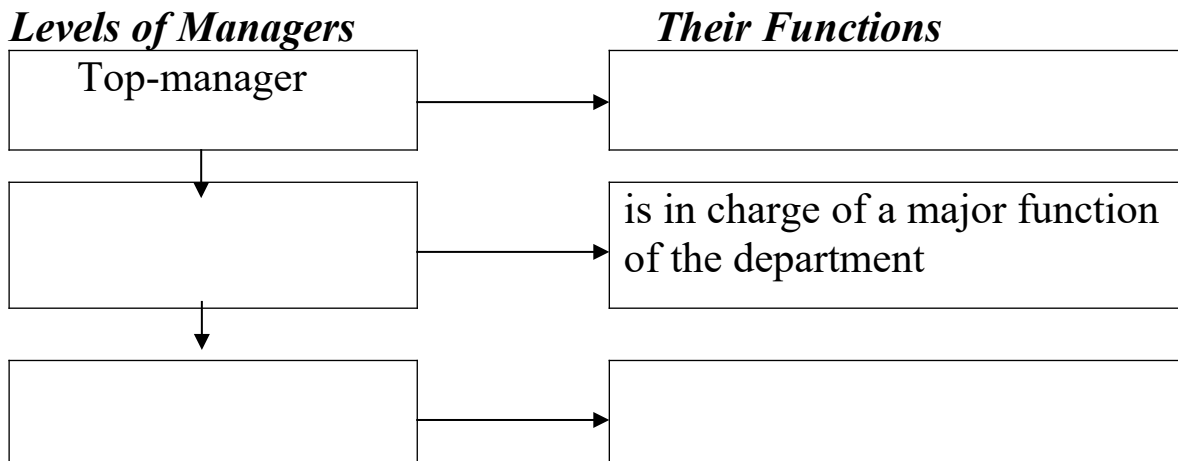 Levels of Managers
Their Functions
Top-manager
is in charge of a major function
of the department